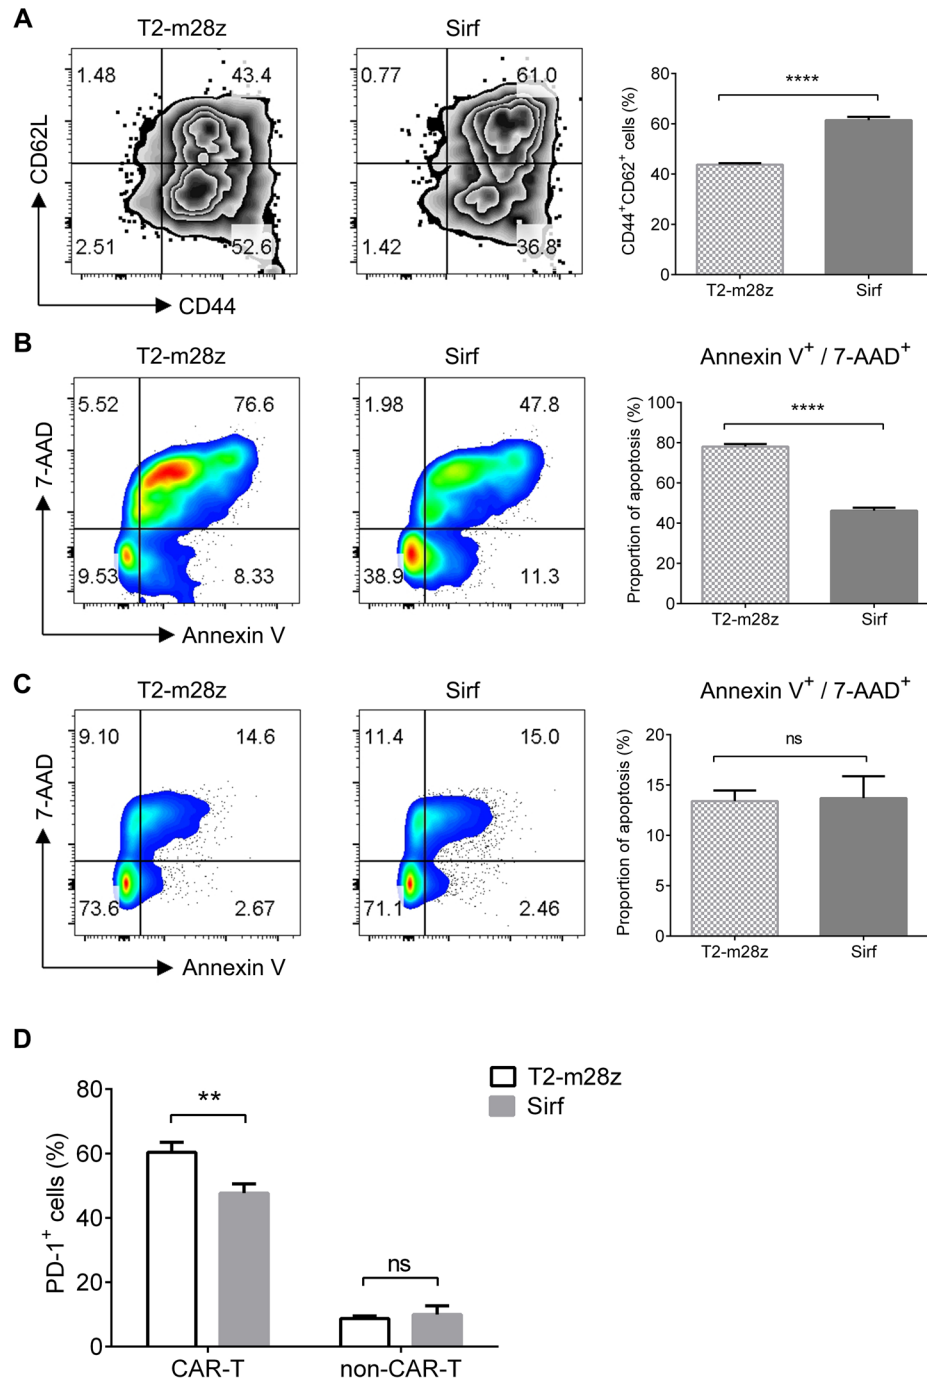 A
T2-m28z
Sirf
1.48
43.4
2.51
52.6
CD62L
CD44
0.77
61.0
1.42
36.8
CD44+CD62+ cells (%)
80
60
40
20
0
****
T2-m28z
Sirf
B
T2-m28z
Sirf
Annexin V+ / 7-AAD+
5.52
76.6
9.53
8.33
7-AAD
Annexin V
1.98
47.8
38.9
11.3
Proportion of apoptosis (%)
100
80
60
40
20
0
****
T2-m28z
Sirf
C
T2-m28z
Sirf
Annexin V+ / 7-AAD+
9.10
14.6
73.6
2.67
7-AAD
Annexin V
11.4
15.0
71.1
2.46
Proportion of apoptosis (%)
20
15
10
5
0
ns
T2-m28z
Sirf
D
PD-1+ cells (%)
80
60
40
20
0
**
ns
CAR-T
non-CAR-T
T2-m28z
Sirf